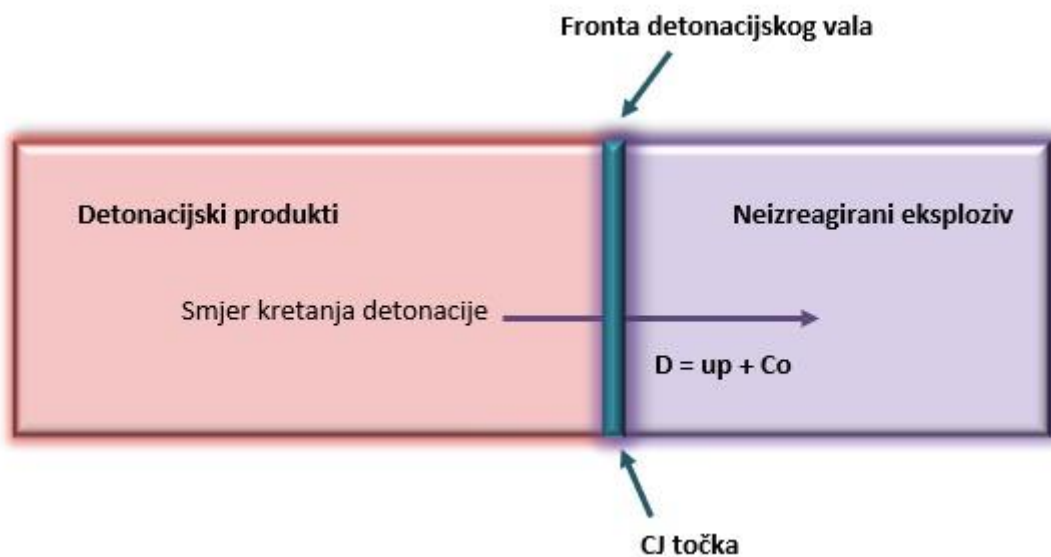 Fronta detonacijskog vala
Detonacijski produkti
Neizreagirani eksploziv
Smjer kretanja detonacije
D = up + Co
CJ točka